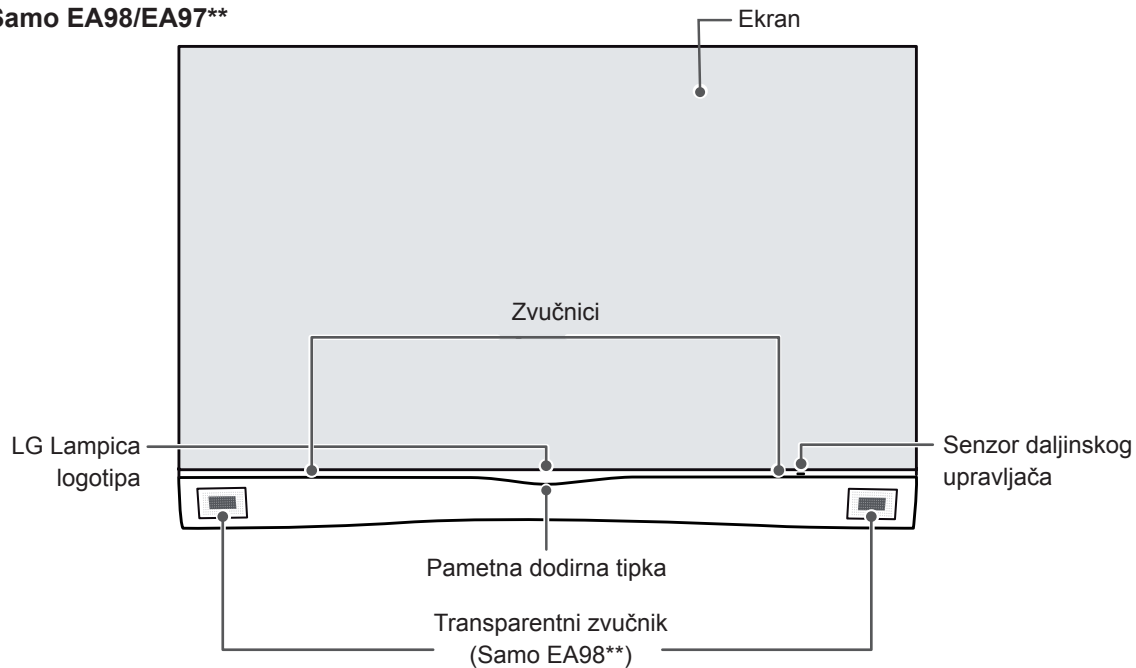 Samo EA98/EA97**
Ekran
Zvučnici
LG Lampica
logotipa
Senzor daljinskog
upravljača
Pametna dodirna tipka
Transparentni zvučnik
(Samo EA98**)